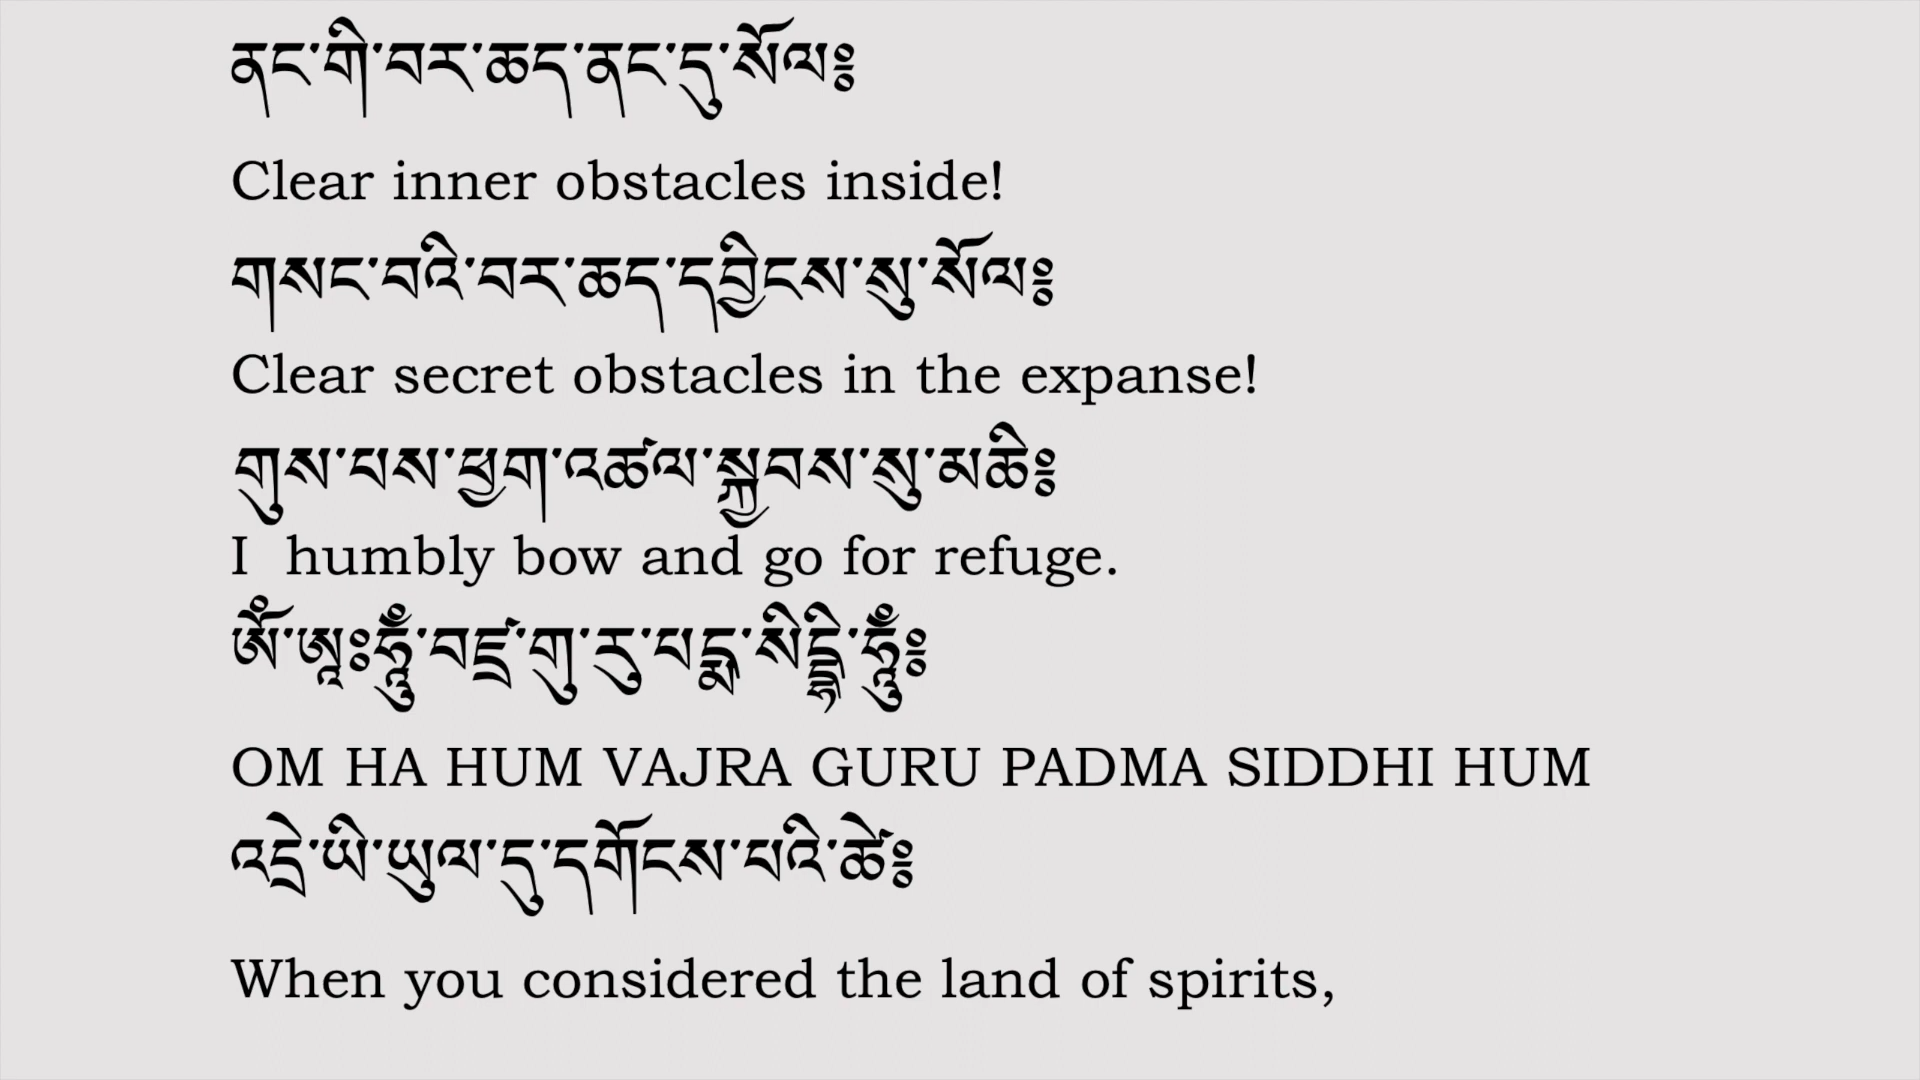 ནང་གི་བར་ཆད་ནང་དུ་སོལ༔
Clear inner obstacles inside!
གསང་བའི་བར་ཆད་དབྱིངས་སུ་སོལ༔
Clear secret obstacles in the expanse!
གུས་པས་ཕྱག་འཚལ་སྐྱབས་སུ་མཆི༔
I  humbly bow and go for refuge.
ཨོཾ་ཨཱཿཧཱུྃ་བཛྲ་གུ་རུ་པདྨ་སིདྡྷི་ཧཱུྃ༔
OM HA HUM VAJRA GURU PADMA SIDDHI HUM
འདྲེ་ཡི་ཡུལ་དུ་དགོངས་པའི་ཚེ༔
When you considered the land of spirits,